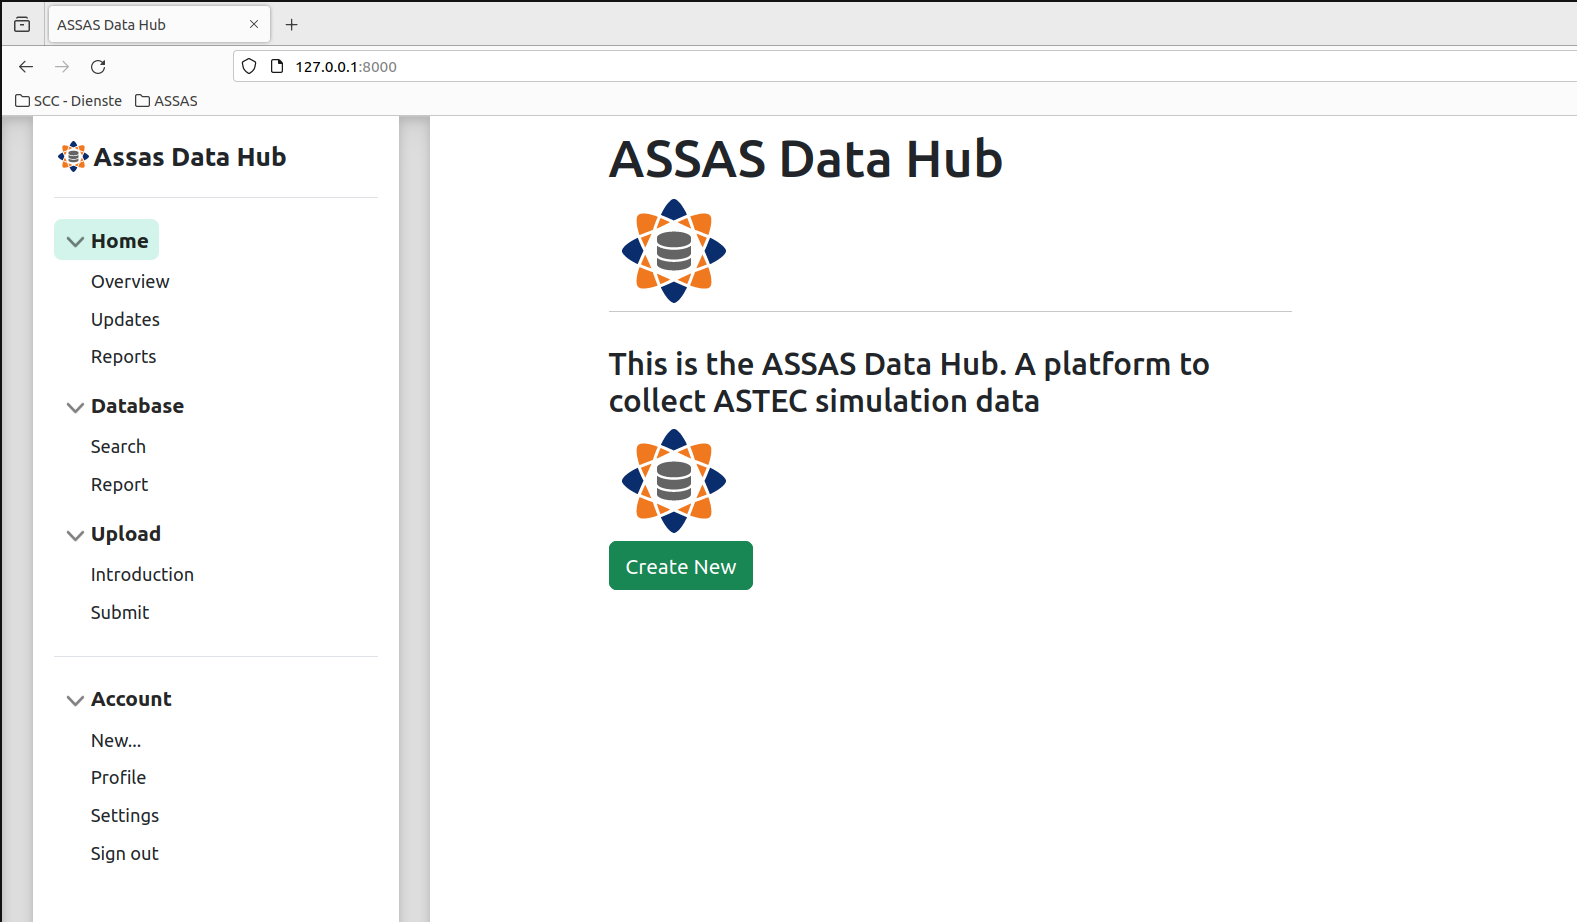 ASSAS Data Hub
127.0.0.1:8000
SCC - Dienste ASSAS
Assas Data Hub
Home
Overview
Updates
Reports
Database
Search
Report
Upload
Introduction
Submit
Account
New...
Profile
Settings
Sign out
ASSAS Data Hub
This is the ASSAS Data Hub. A platform to
collect ASTEC simulation data
Create New